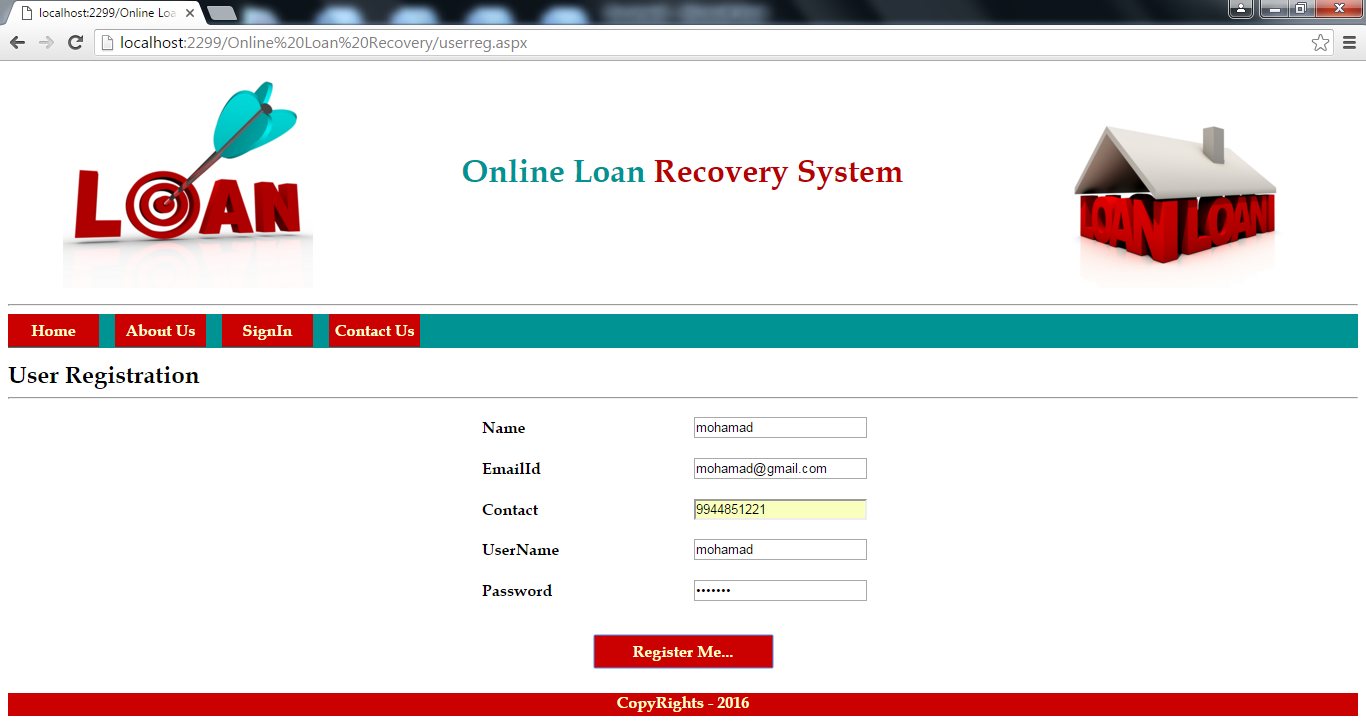 localhost:2299/Online Loa
localhost:2299/Online%20Loan%20Recovery/userreg.aspx
LOAN
Online Loan Recovery System
LOAN LOAN
Home About Us SignIn Contact Us
User Registration
Name mohamad
EmailId mohamad@gmail.com
Contact 9944851221
UserName mohamad
Password •••••••
Register Me...
CopyRights - 2016